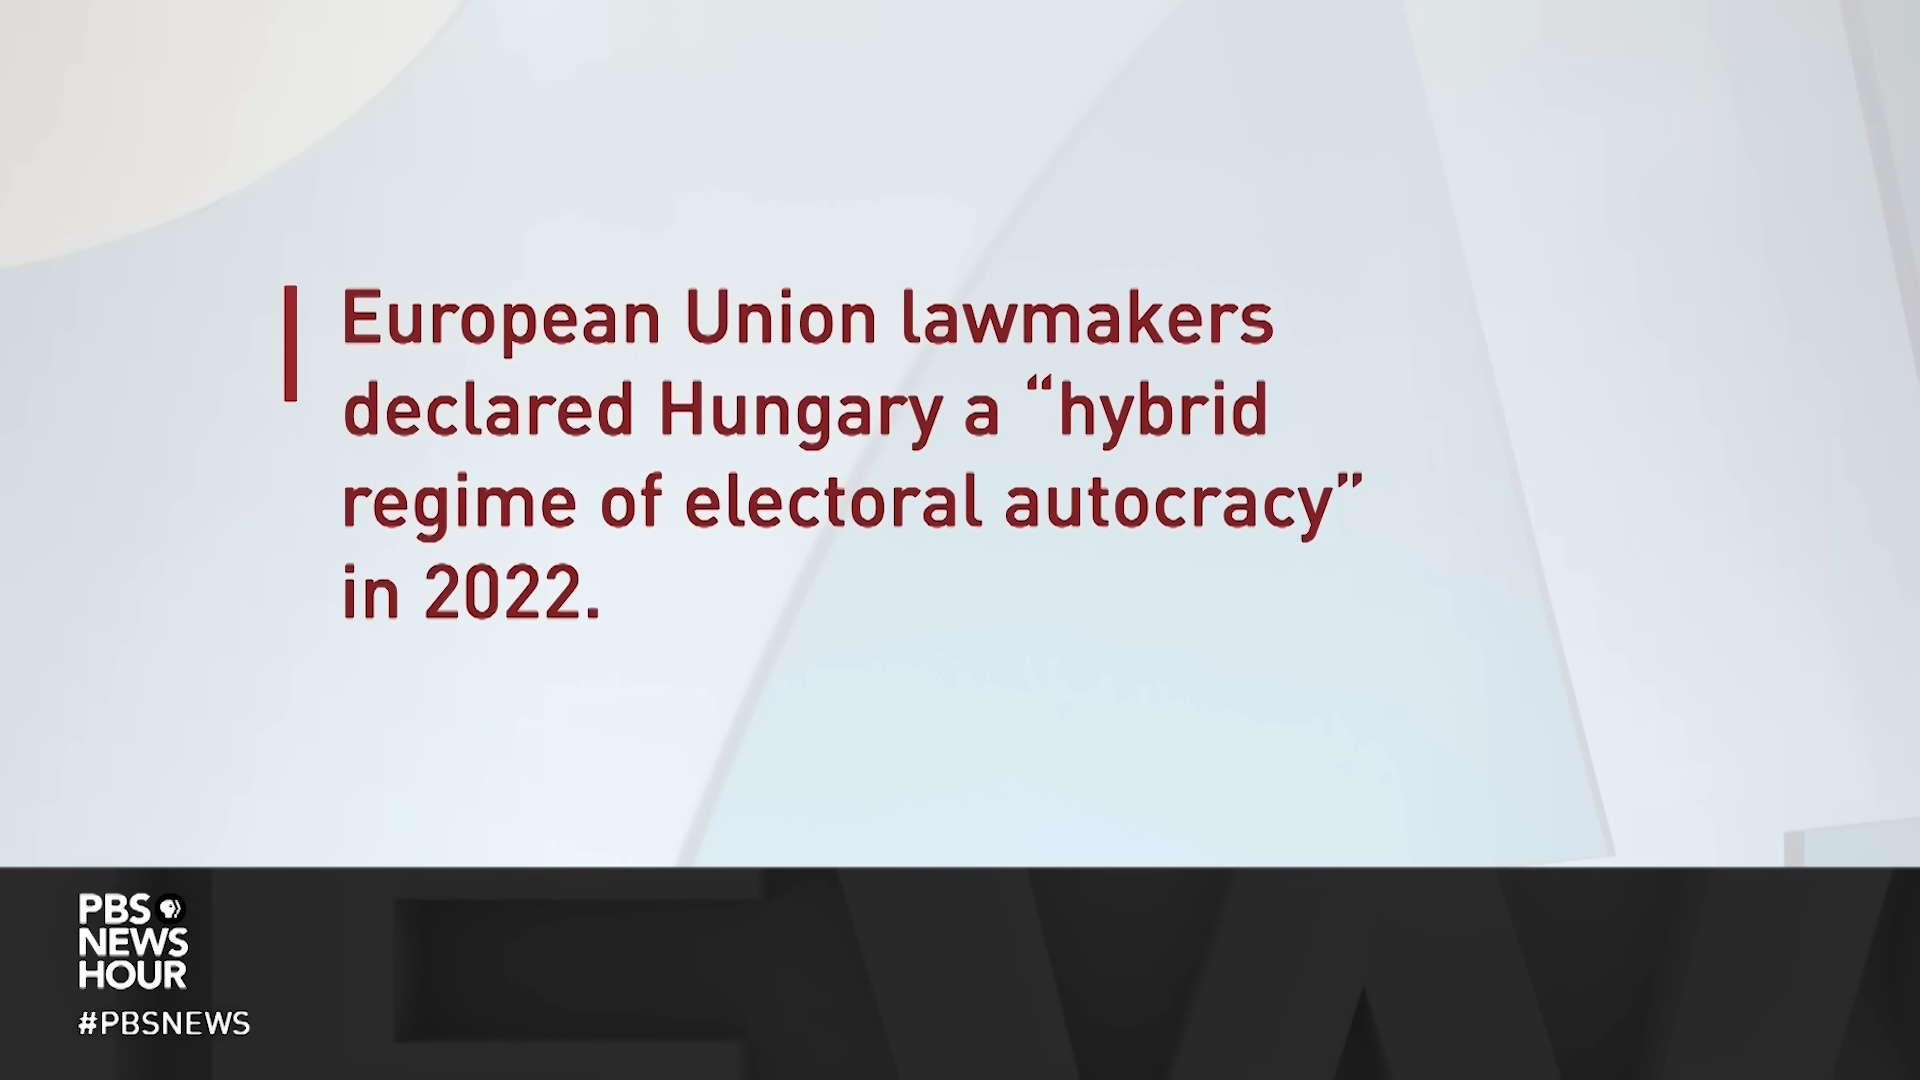 European Union lawmakers
declared Hungary a “hybrid
regime of electoral autocracy”
in 2022.
PBS
NEWS
HOUR
#PBSNEWS